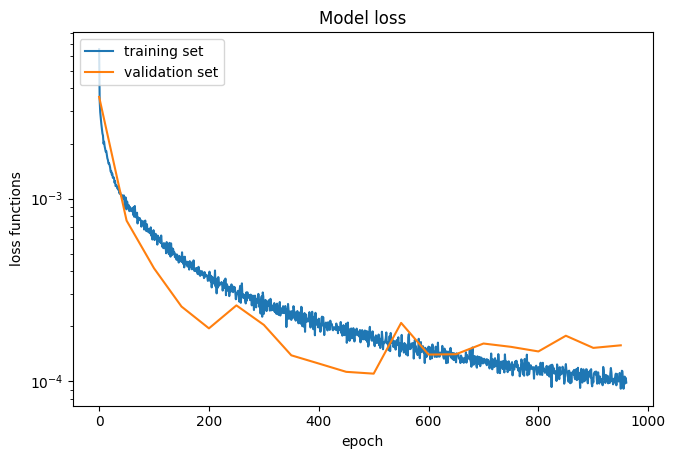 Model loss
training set
validation set
loss functions
10⁻³
10⁻⁴
0
200
400
600
800
1000
epoch